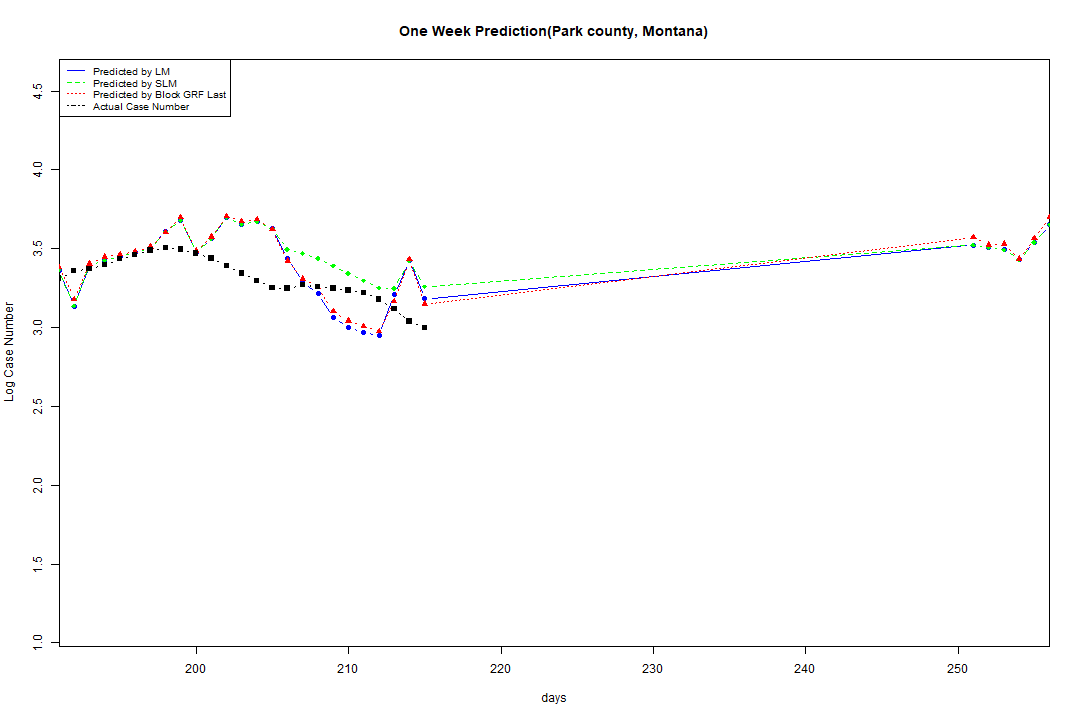 One Week Prediction(Park county, Montana)
Predicted by LM
Predicted by SLM
Predicted by Block GRF Last
Actual Case Number
4.5
4.0
3.5
3.0
2.5
2.0
1.5
1.0
Log Case Number
200 210 220 230 240 250
days